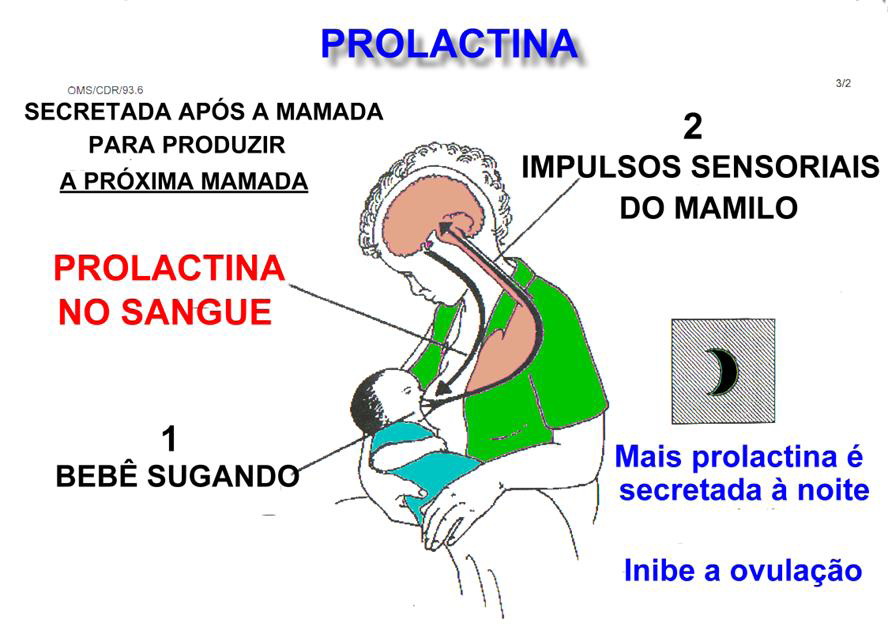 PROLACTINA
OMS/CDR/93.6
3/2
SECRETADA APÓS A MAMADA
PARA PRODUZIR
A PRÓXIMA MAMADA
2
IMPULSOS SENSORIAIS
DO MAMILO
PROLACTINA
NO SANGUE
1
BEBÊ SUGANDO
Mais prolactina é
secretada à noite
Inibe a ovulação